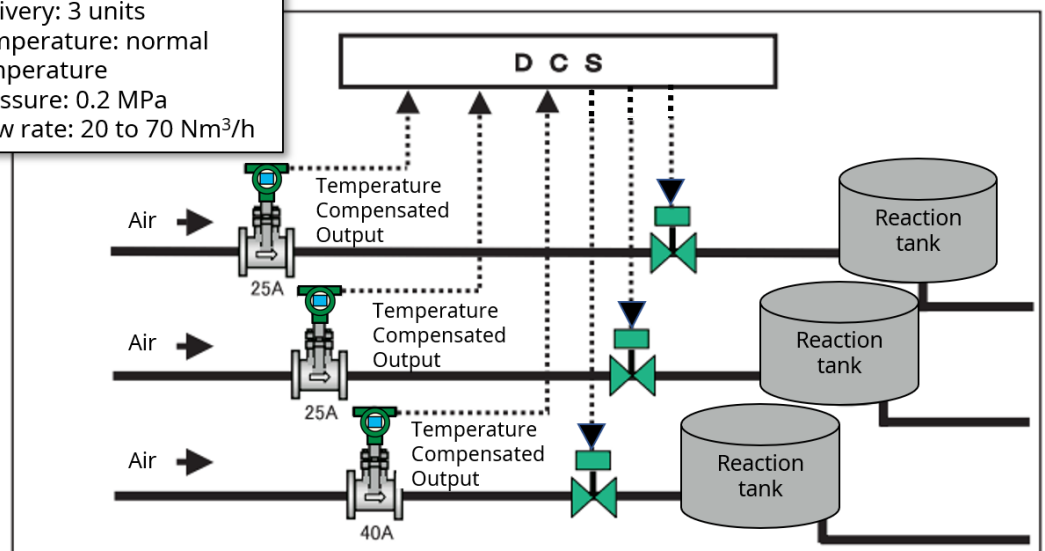 ivery: 3 units
mperature: normal
nperature
ssure: 0.2 MPa
w rate: 20 to 70 Nm³/h
D C S
Temperature
Compensated
Output
Air
25A
Reaction
tank
Temperature
Compensated
Output
Air
25A
Reaction
tank
Temperature
Compensated
Output
Air
40A
Reaction
tank